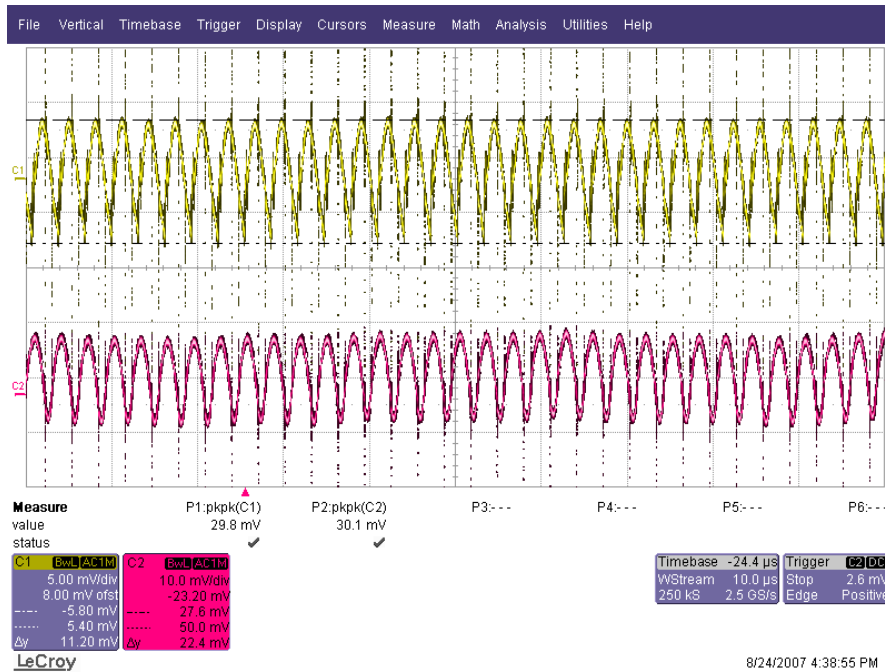 File Vertical Timebase Trigger Display Cursors Measure Math Analysis Utilities Help
C1
C2
Measure P1:pkpk(C1) P2:pkpk(C2) P3:- - - P4:- - - P5:- - - P6:- - -
value 29.8 mV 30.1 mV
status
C1 BwL AC1M
5.00 mV/div
8.00 mV ofst
-5.80 mV
5.40 mV
Δy 11.20 mV
C2 BwL AC1M
10.0 mV/div
-23.20 mV
27.6 mV
50.0 mV
Δy 22.4 mV
Timebase -24.4 µs
WStream 10.0 µs
250 kS 2.5 GS/s
Trigger C2 DC
Stop 2.6 mV
Edge Positive
LeCroy
8/24/2007 4:38:55 PM